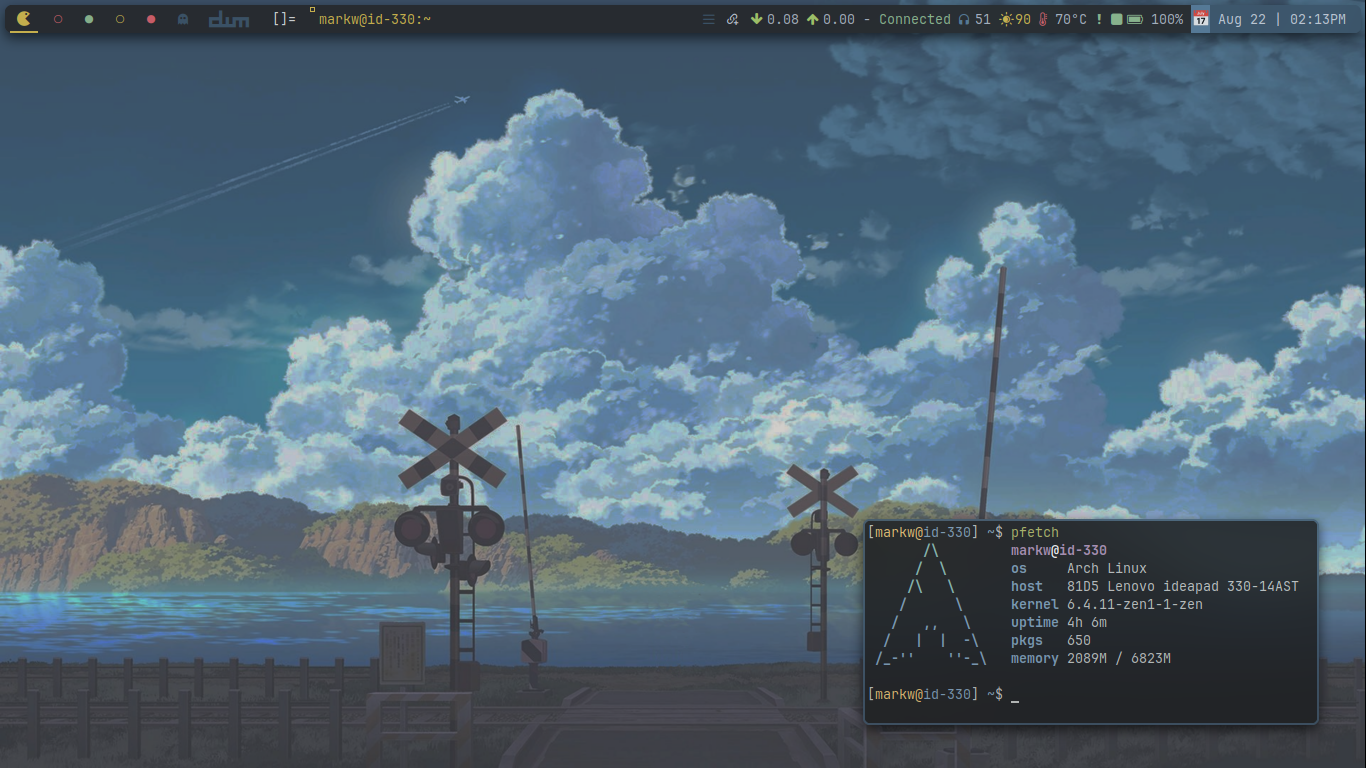 dwm []= markw@id-330:~ 0.08 0.00 - Connected 51 90 70°C ! 100% Aug 22 | 02:13PM
[markw@id-330] ~$ pfetch
markw@id-330
os Arch Linux
host 81D5 Lenovo ideapad 330-14AST
kernel 6.4.11-zen1-1-zen
uptime 4h 6m
pkgs 650
memory 2089M / 6823M
[markw@id-330] ~$ _